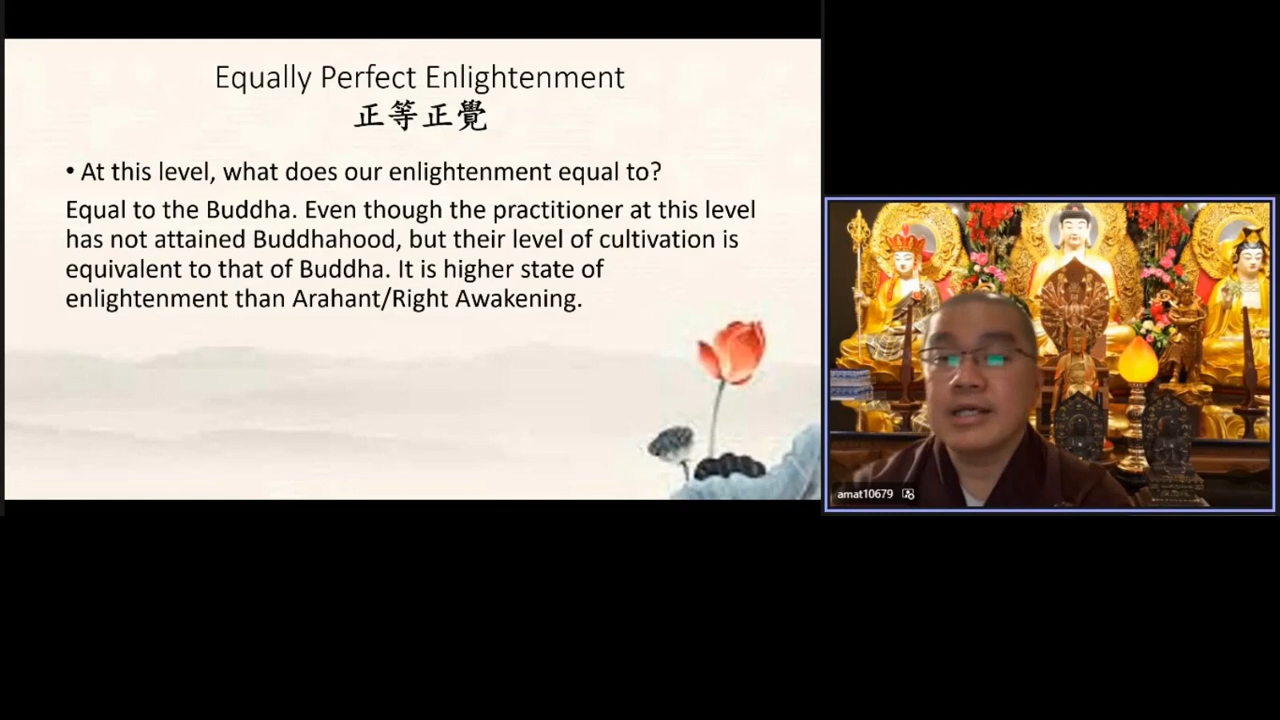 Equally Perfect Enlightenment
正等正覺
• At this level, what does our enlightenment equal to?
Equal to the Buddha. Even though the practitioner at this level
has not attained Buddhahood, but their level of cultivation is
equivalent to that of Buddha. It is higher state of
enlightenment than Arahant/Right Awakening.
amat10679